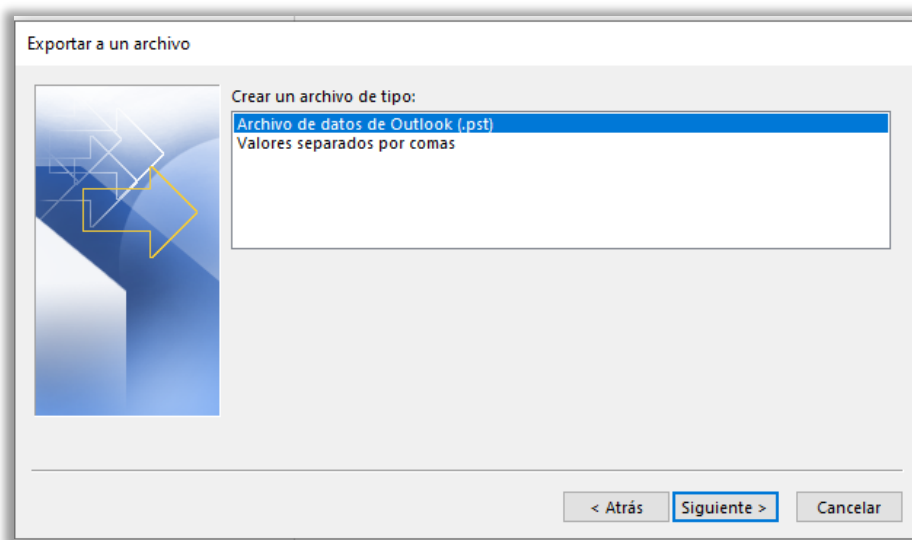 Exportar a un archivo
Crear un archivo de tipo:
Archivo de datos de Outlook (.pst)
Valores separados por comas
< Atrás
Siguiente >
Cancelar